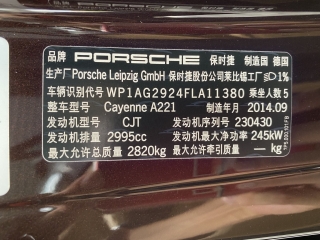 品牌 PORSCHE 保时捷 制造国 德国
生产厂 Porsche Leipzig GmbH 保时捷股份公司莱比锡工厂 1%
车辆识别代号 WP1AG2924FLA11380 乘坐人数 5
整车型号 Cayenne A221 制造年月 2014.09
发动机型号 CJT 发动机序列号 230430
发动机排量 2995cc 发动机最大净功率 245kW
最大允许总质量 2820kg 最大允许牵引质量 — kg